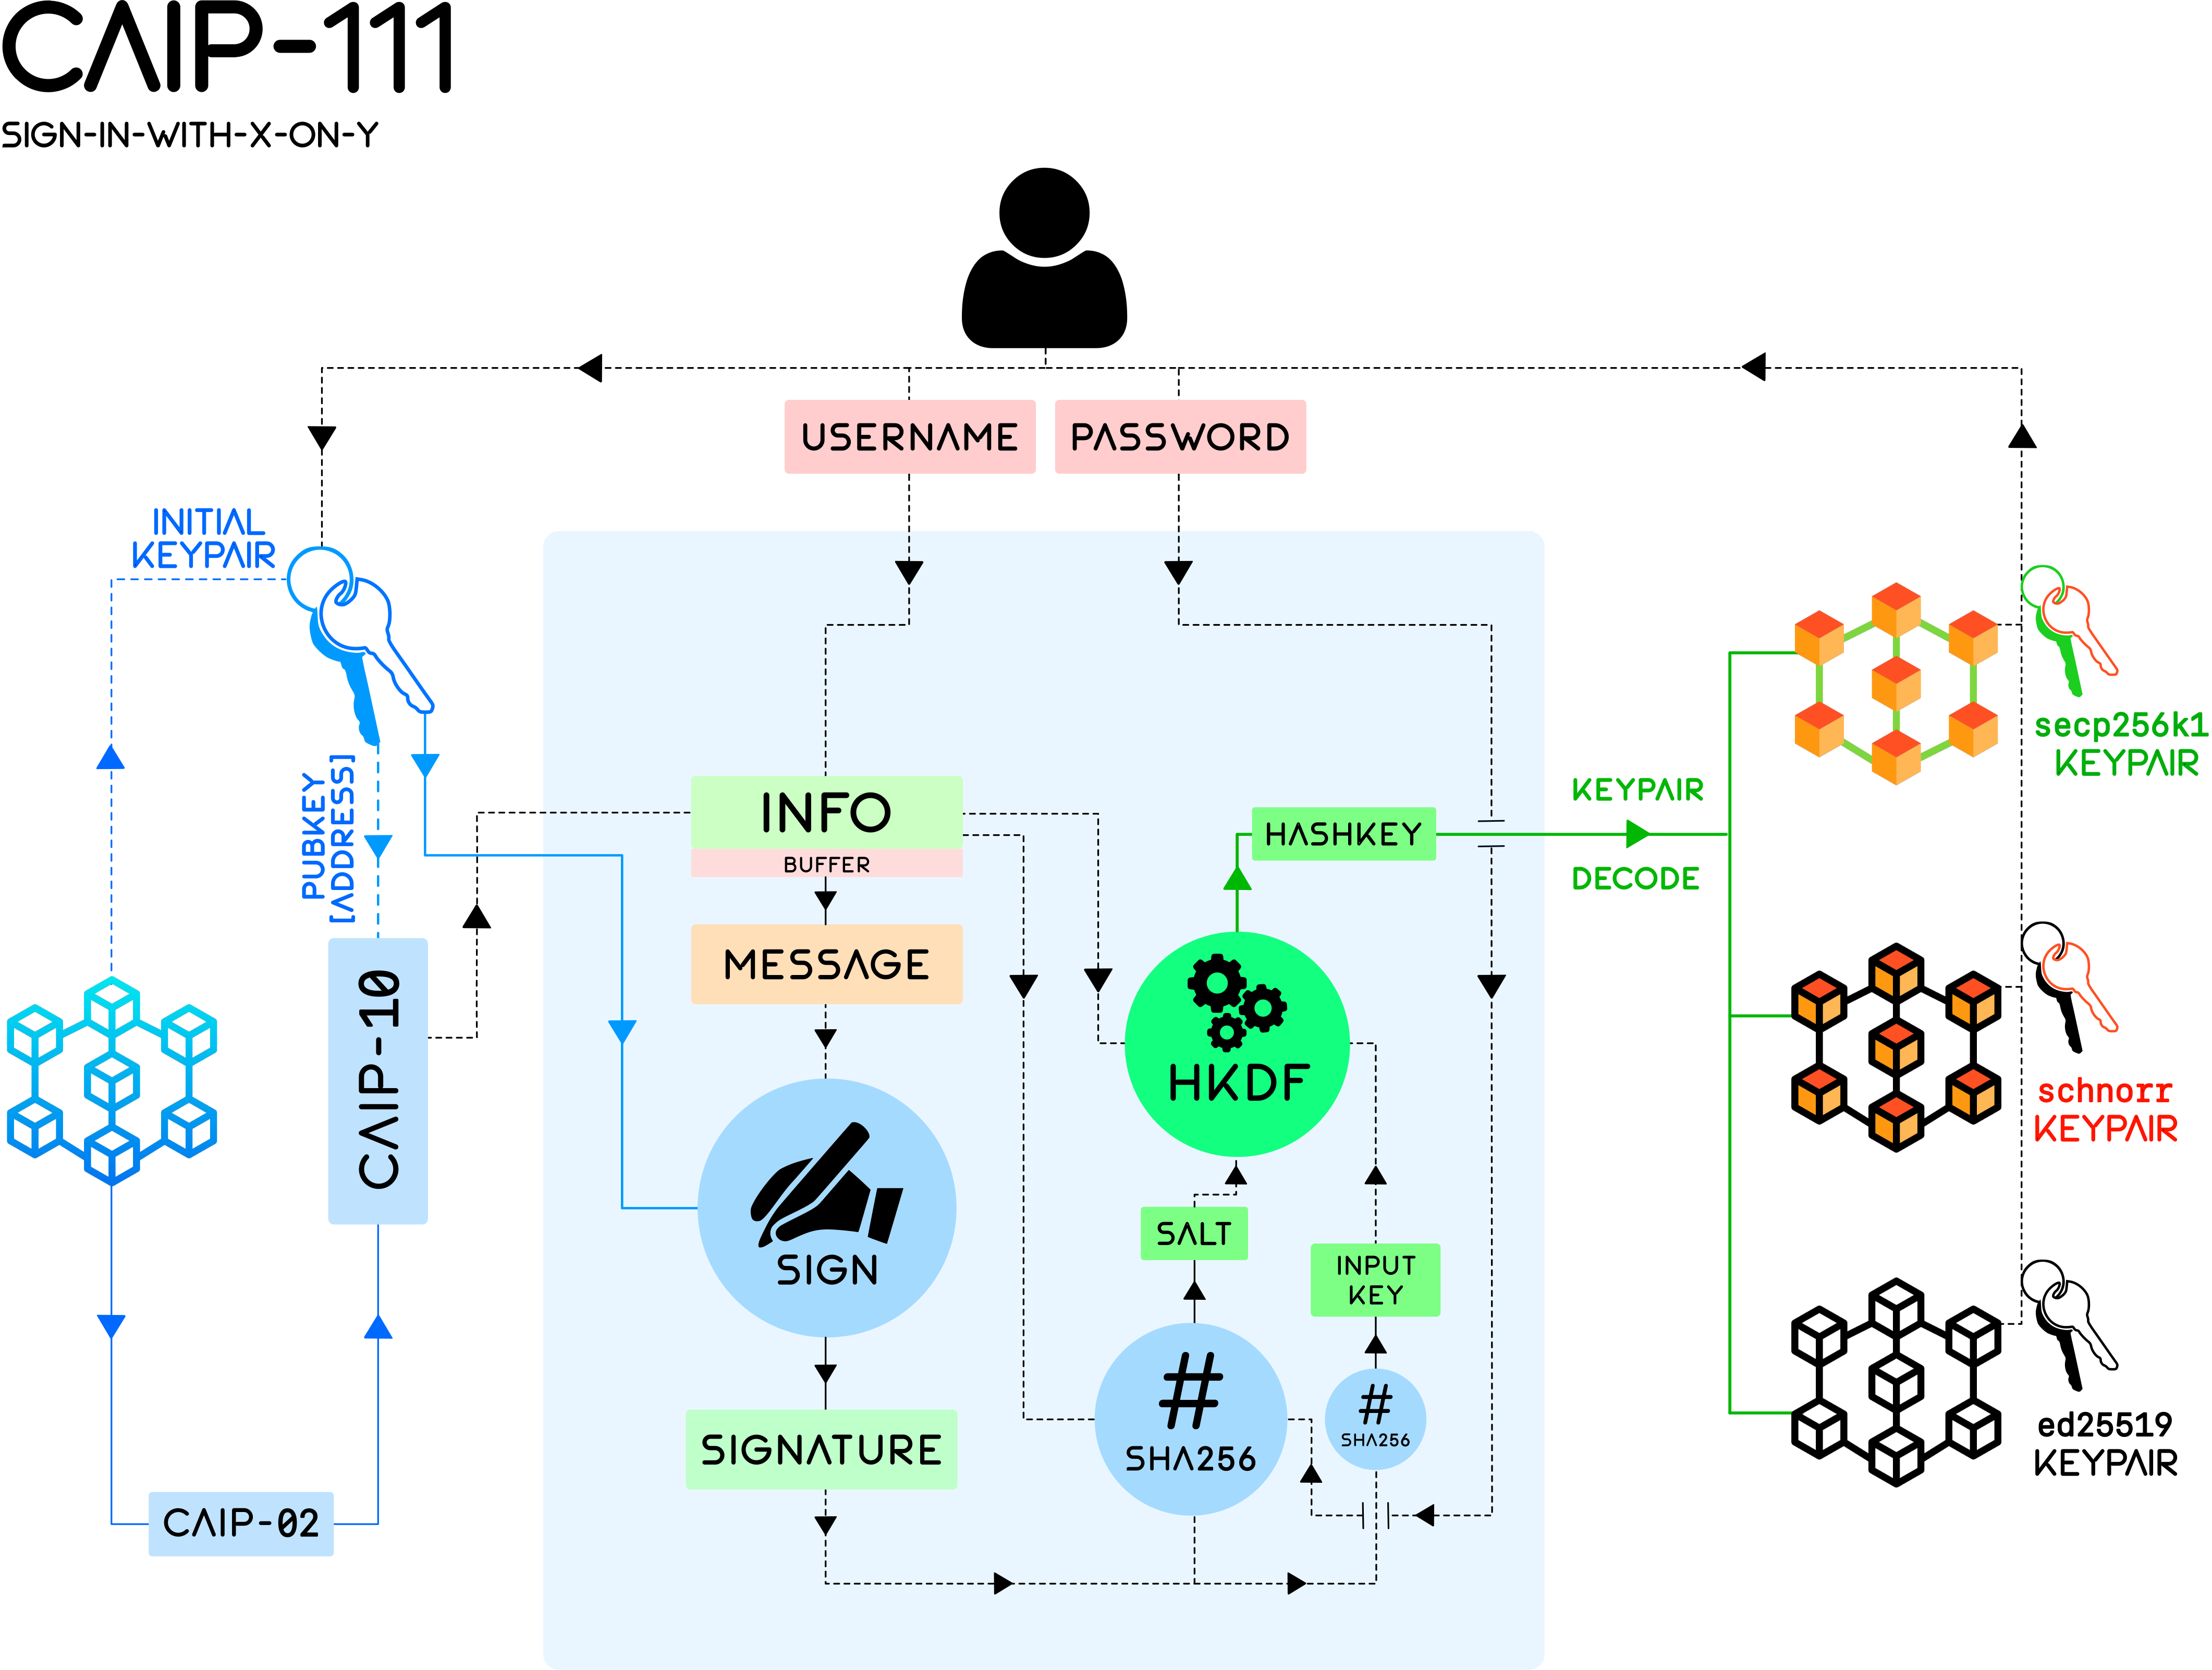 CAIP-111
SIGN-IN-WITH-X-ON-Y
USERNAME
PASSWORD
INITIAL
KEYPAIR
PUBKEY
[ADDRESS]
CAIP-10
CAIP-02
INFO
BUFFER
MESSAGE
SIGN
SIGNATURE
HASHKEY
HKDF
SALT
INPUT
KEY
#
SHA256
#
SHA256
KEYPAIR
DECODE
secp256k1
KEYPAIR
schnorr
KEYPAIR
ed25519
KEYPAIR